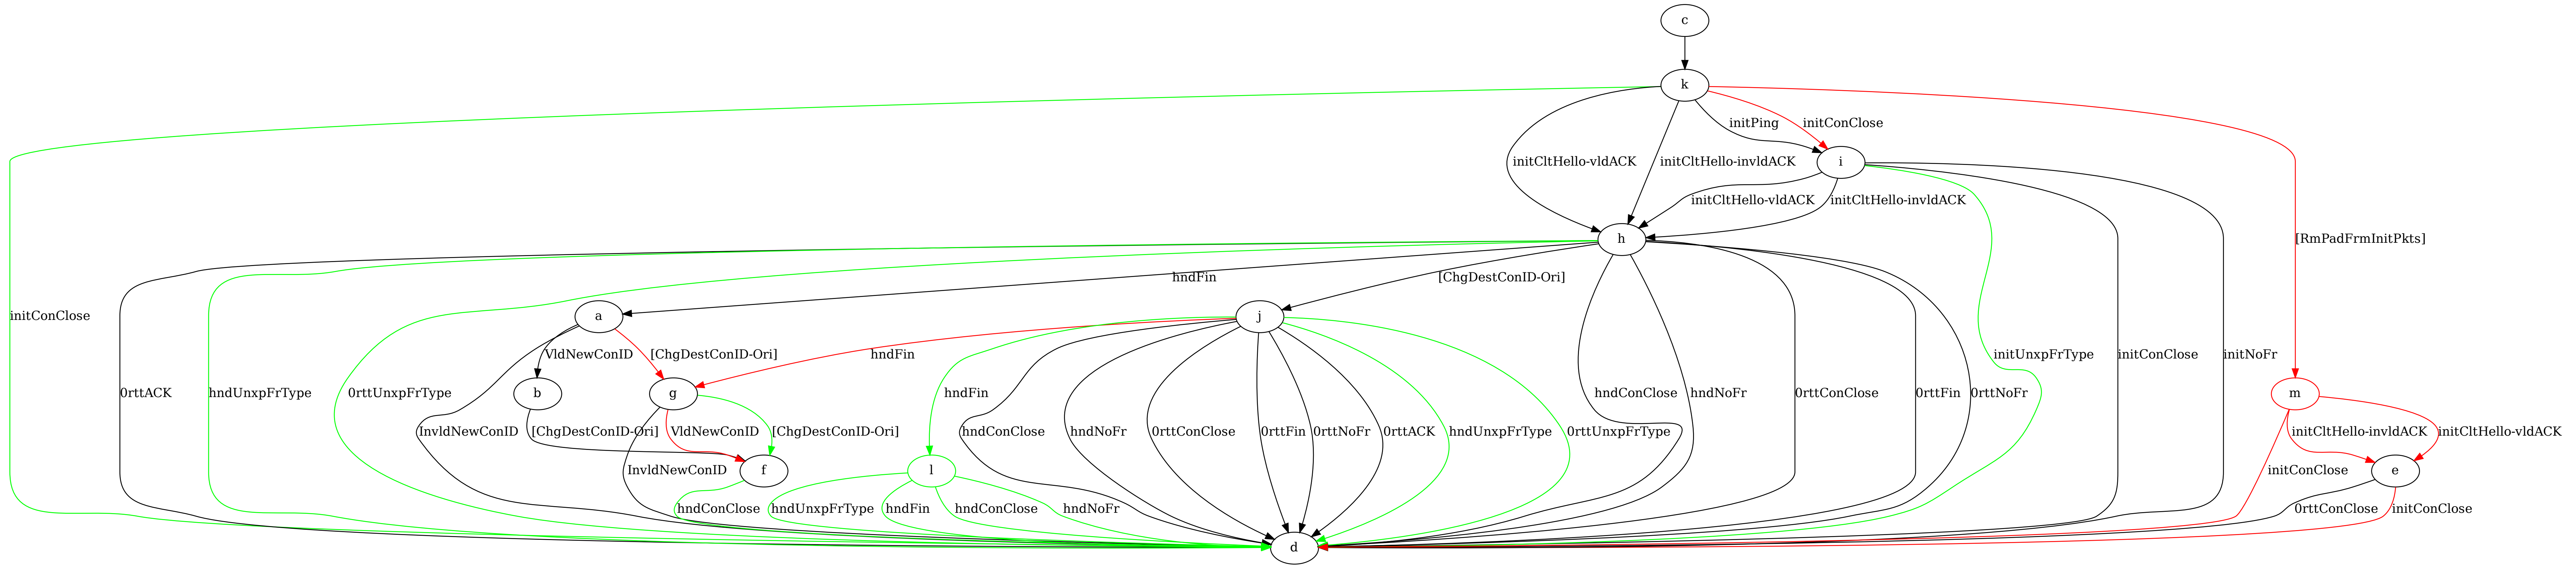 c
k
initPing
initConClose
initCltHello-vldACK
initCltHello-invldACK
i
initCltHello-vldACK
initCltHello-invldACK
h
[RmPadFrmInitPkts]
hndFin
[ChgDestConID-Ori]
initConClose
0rttACK
hndUnxpFrType
0rttUnxpFrType
a
j
VldNewConID
[ChgDestConID-Ori]
hndFin
initUnxpFrType
initConClose
initNoFr
b
g
hndFin
hndConClose
hndNoFr
0rttConClose
0rttFin
0rttNoFr
m
InvldNewConID
[ChgDestConID-Ori]
VldNewConID
[ChgDestConID-Ori]
hndConClose
hndNoFr
0rttConClose
0rttFin
0rttNoFr
0rttACK
hndUnxpFrType
0rttUnxpFrType
initCltHello-invldACK
initCltHello-vldACK
InvldNewConID
f
l
initConClose
e
hndConClose
hndUnxpFrType
hndFin
hndConClose
hndNoFr
0rttConClose
initConClose
d